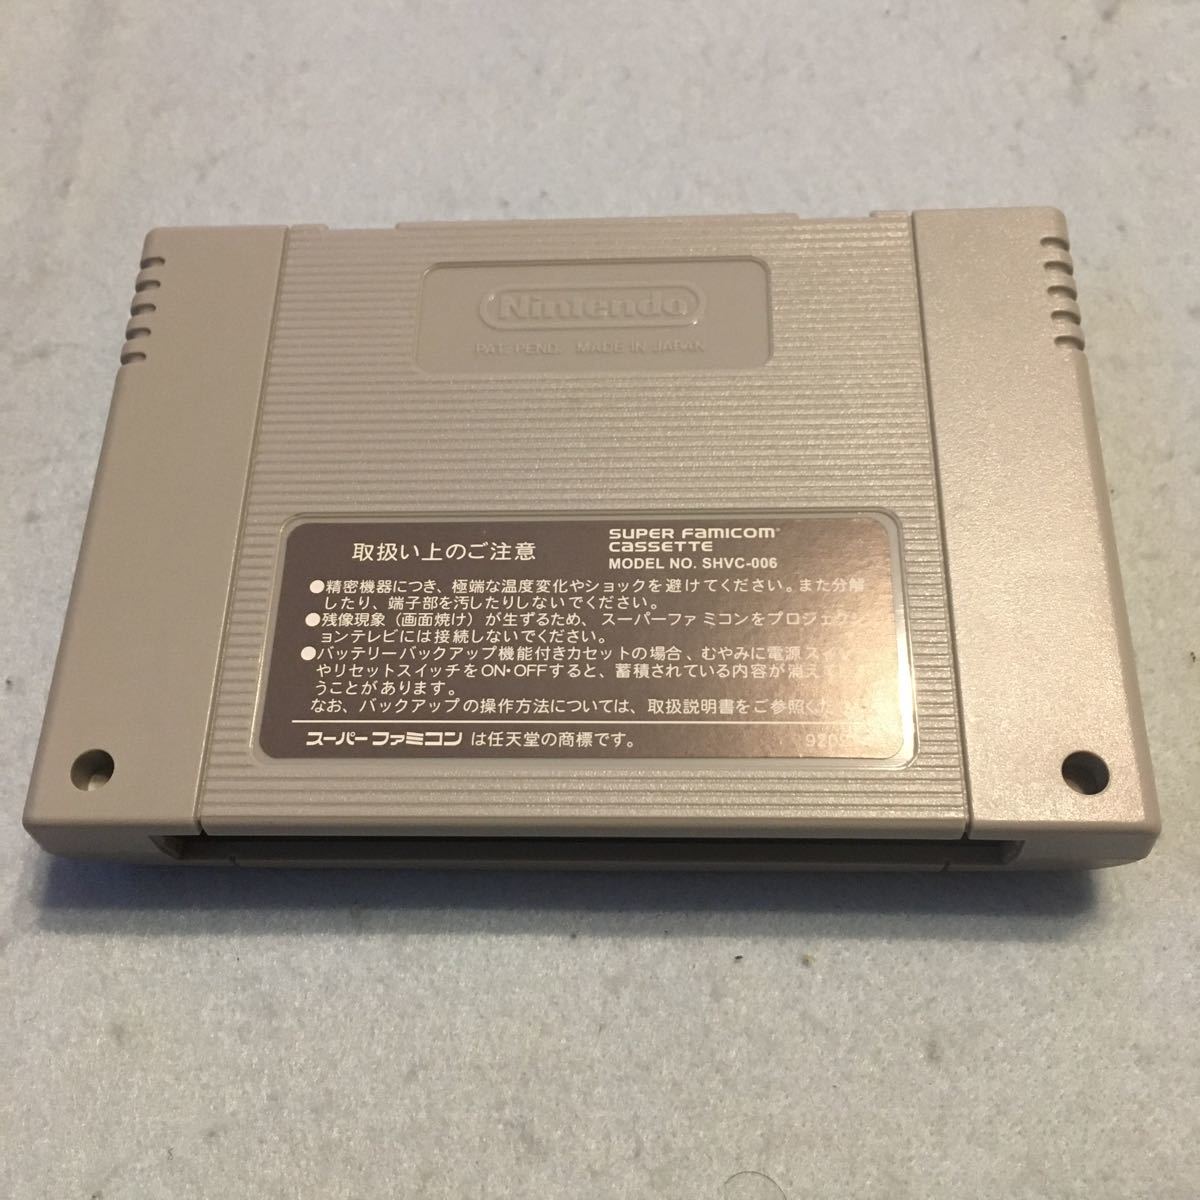 Nintendo
PAT. PEND. MADE IN JAPAN
取扱い上のご注意
SUPER Famicom
CASSETTE
MODEL NO. SHVC-006
●精密機器につき、極端な温度変化やショックを避けてください。また分解
したり、端子部を汚したりしないでください。
●残像現象（画面焼け）が生ずるため、スーパーファミコンをプロジェクシ
ョンテレビには接続しないでください。
●バッテリーバックアップ機能付きカセットの場合、むやみに電源スイ
やリセットスイッチをON・OFFすると、蓄積されている内容が消え
うことがあります。
なお、バックアップの操作方法については、取扱説明書をご参照くだ
スーパーファミコンは任天堂の商標です。